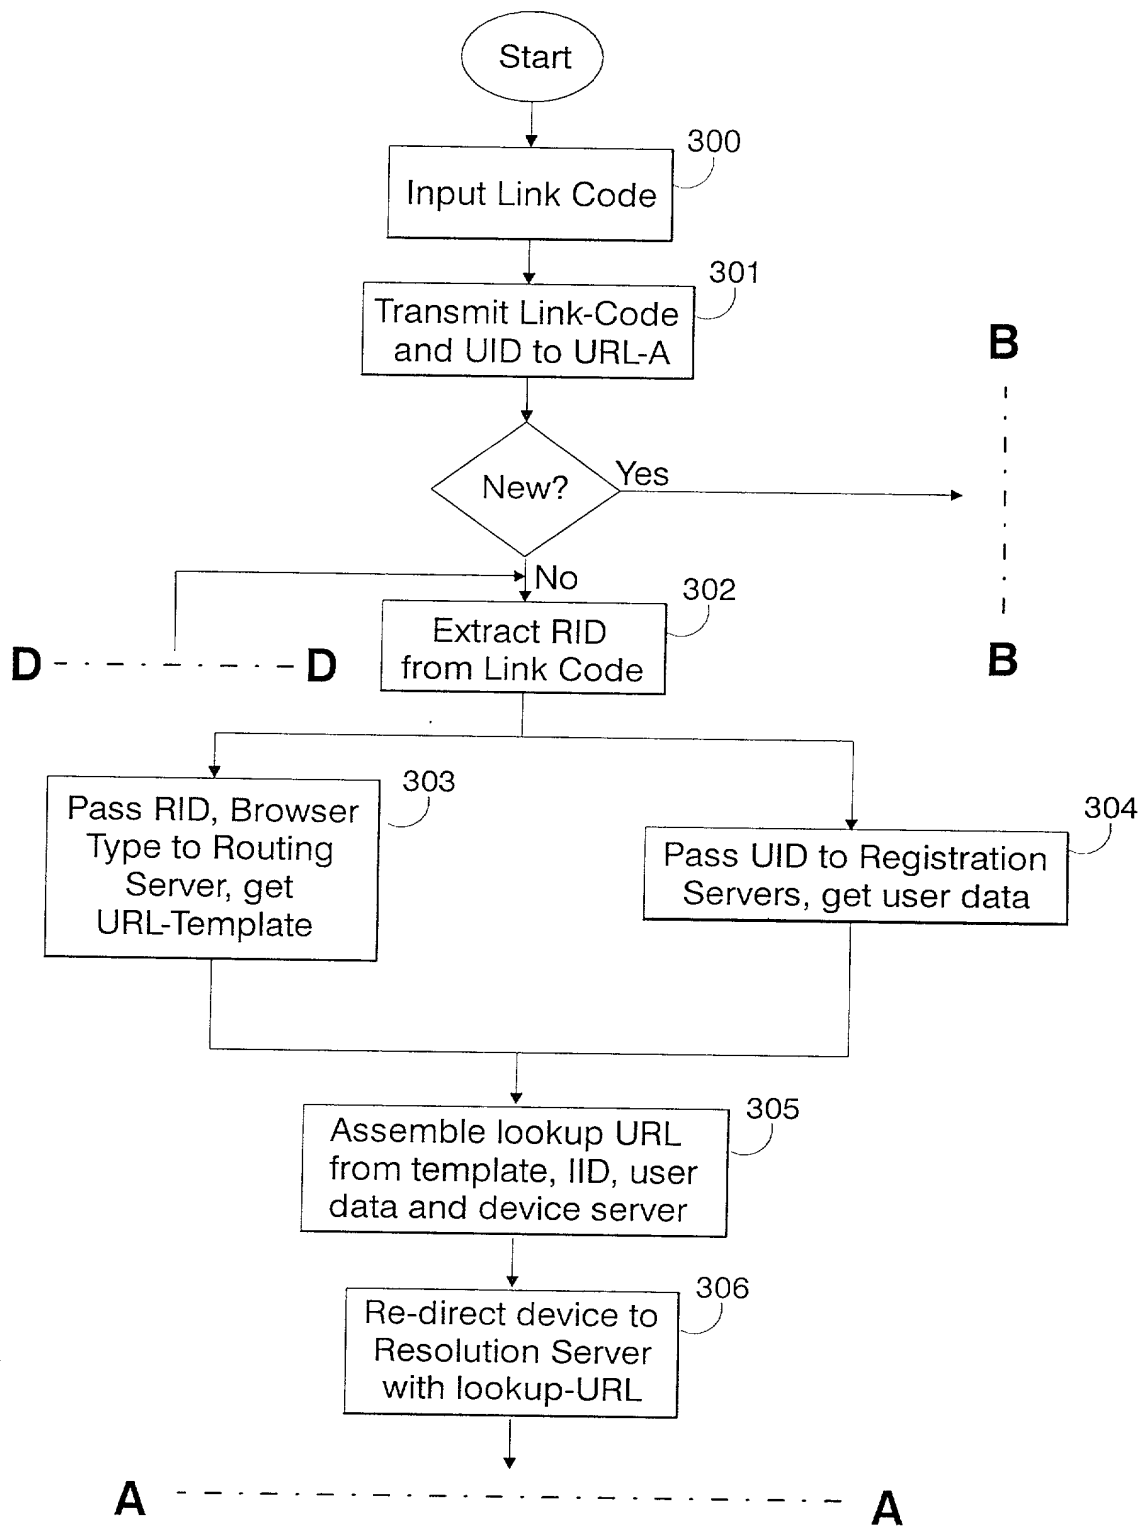 Start
300
Input Link Code
301
Transmit Link-Code
and UID to URL-A
B
New?
Yes
No
302
Extract RID
from Link Code
D
D
B
303
Pass RID, Browser
Type to Routing
Server, get
URL-Template
304
Pass UID to Registration
Servers, get user data
305
Assemble lookup URL
from template, IID, user
data and device server
306
Re-direct device to
Resolution Server
with lookup-URL
A
A